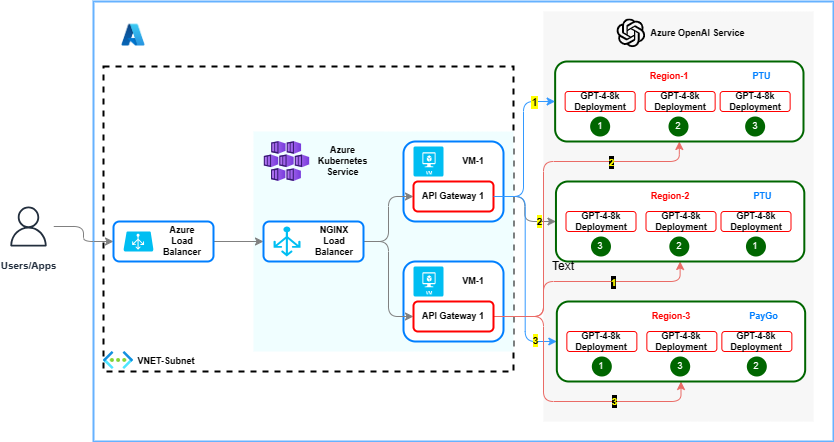 Azure OpenAI Service
Region-1 PTU
GPT-4-8k
Deployment
GPT-4-8k
Deployment
GPT-4-8k
Deployment
1 2 3
1
2
Azure
Kubernetes
Service
VM-1
VM
API Gateway 1
Region-2 PTU
GPT-4-8k
Deployment
GPT-4-8k
Deployment
GPT-4-8k
Deployment
3 2 1
2
Text
1
Users/Apps
Azure
Load
Balancer
NGINX
Load
Balancer
VM-1
VM
API Gateway 1
Region-3 PayGo
GPT-4-8k
Deployment
GPT-4-8k
Deployment
GPT-4-8k
Deployment
1 3 2
3
3
VNET-Subnet